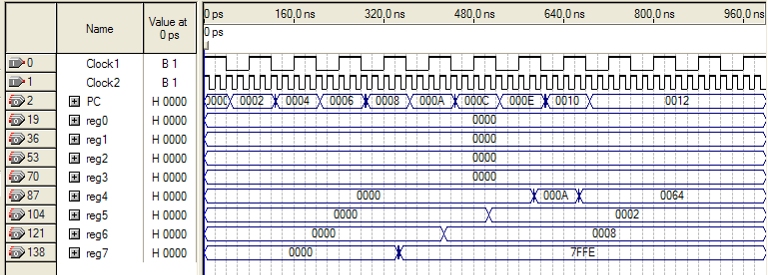 Name Value at 0 ps 0 ps 160.0 ns 320.0 ns 480.0 ns 640.0 ns 800.0 ns 960.0 ns
0 ps
0 Clock1 B 1
1 Clock2 B 1
2 PC H 0000 0002 0004 0006 0008 000A 000C 000E 0010 0012
19 reg0 H 0000 0000
36 reg1 H 0000 0000
53 reg2 H 0000 0000
70 reg3 H 0000 0000
87 reg4 H 0000 0000 000A 0064
104 reg5 H 0000 0000 0002
121 reg6 H 0000 0000 0008
138 reg7 H 0000 0000 7FFE